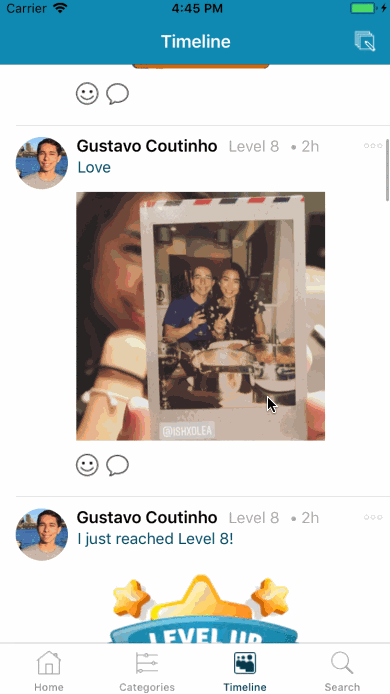 Carrier 4:45 PM
Timeline
Gustavo Coutinho Level 8 • 2h
Love
@ISHXDLEA
Gustavo Coutinho Level 8 • 2h
I just reached Level 8!
LEVEL UP
Home Categories Timeline Search